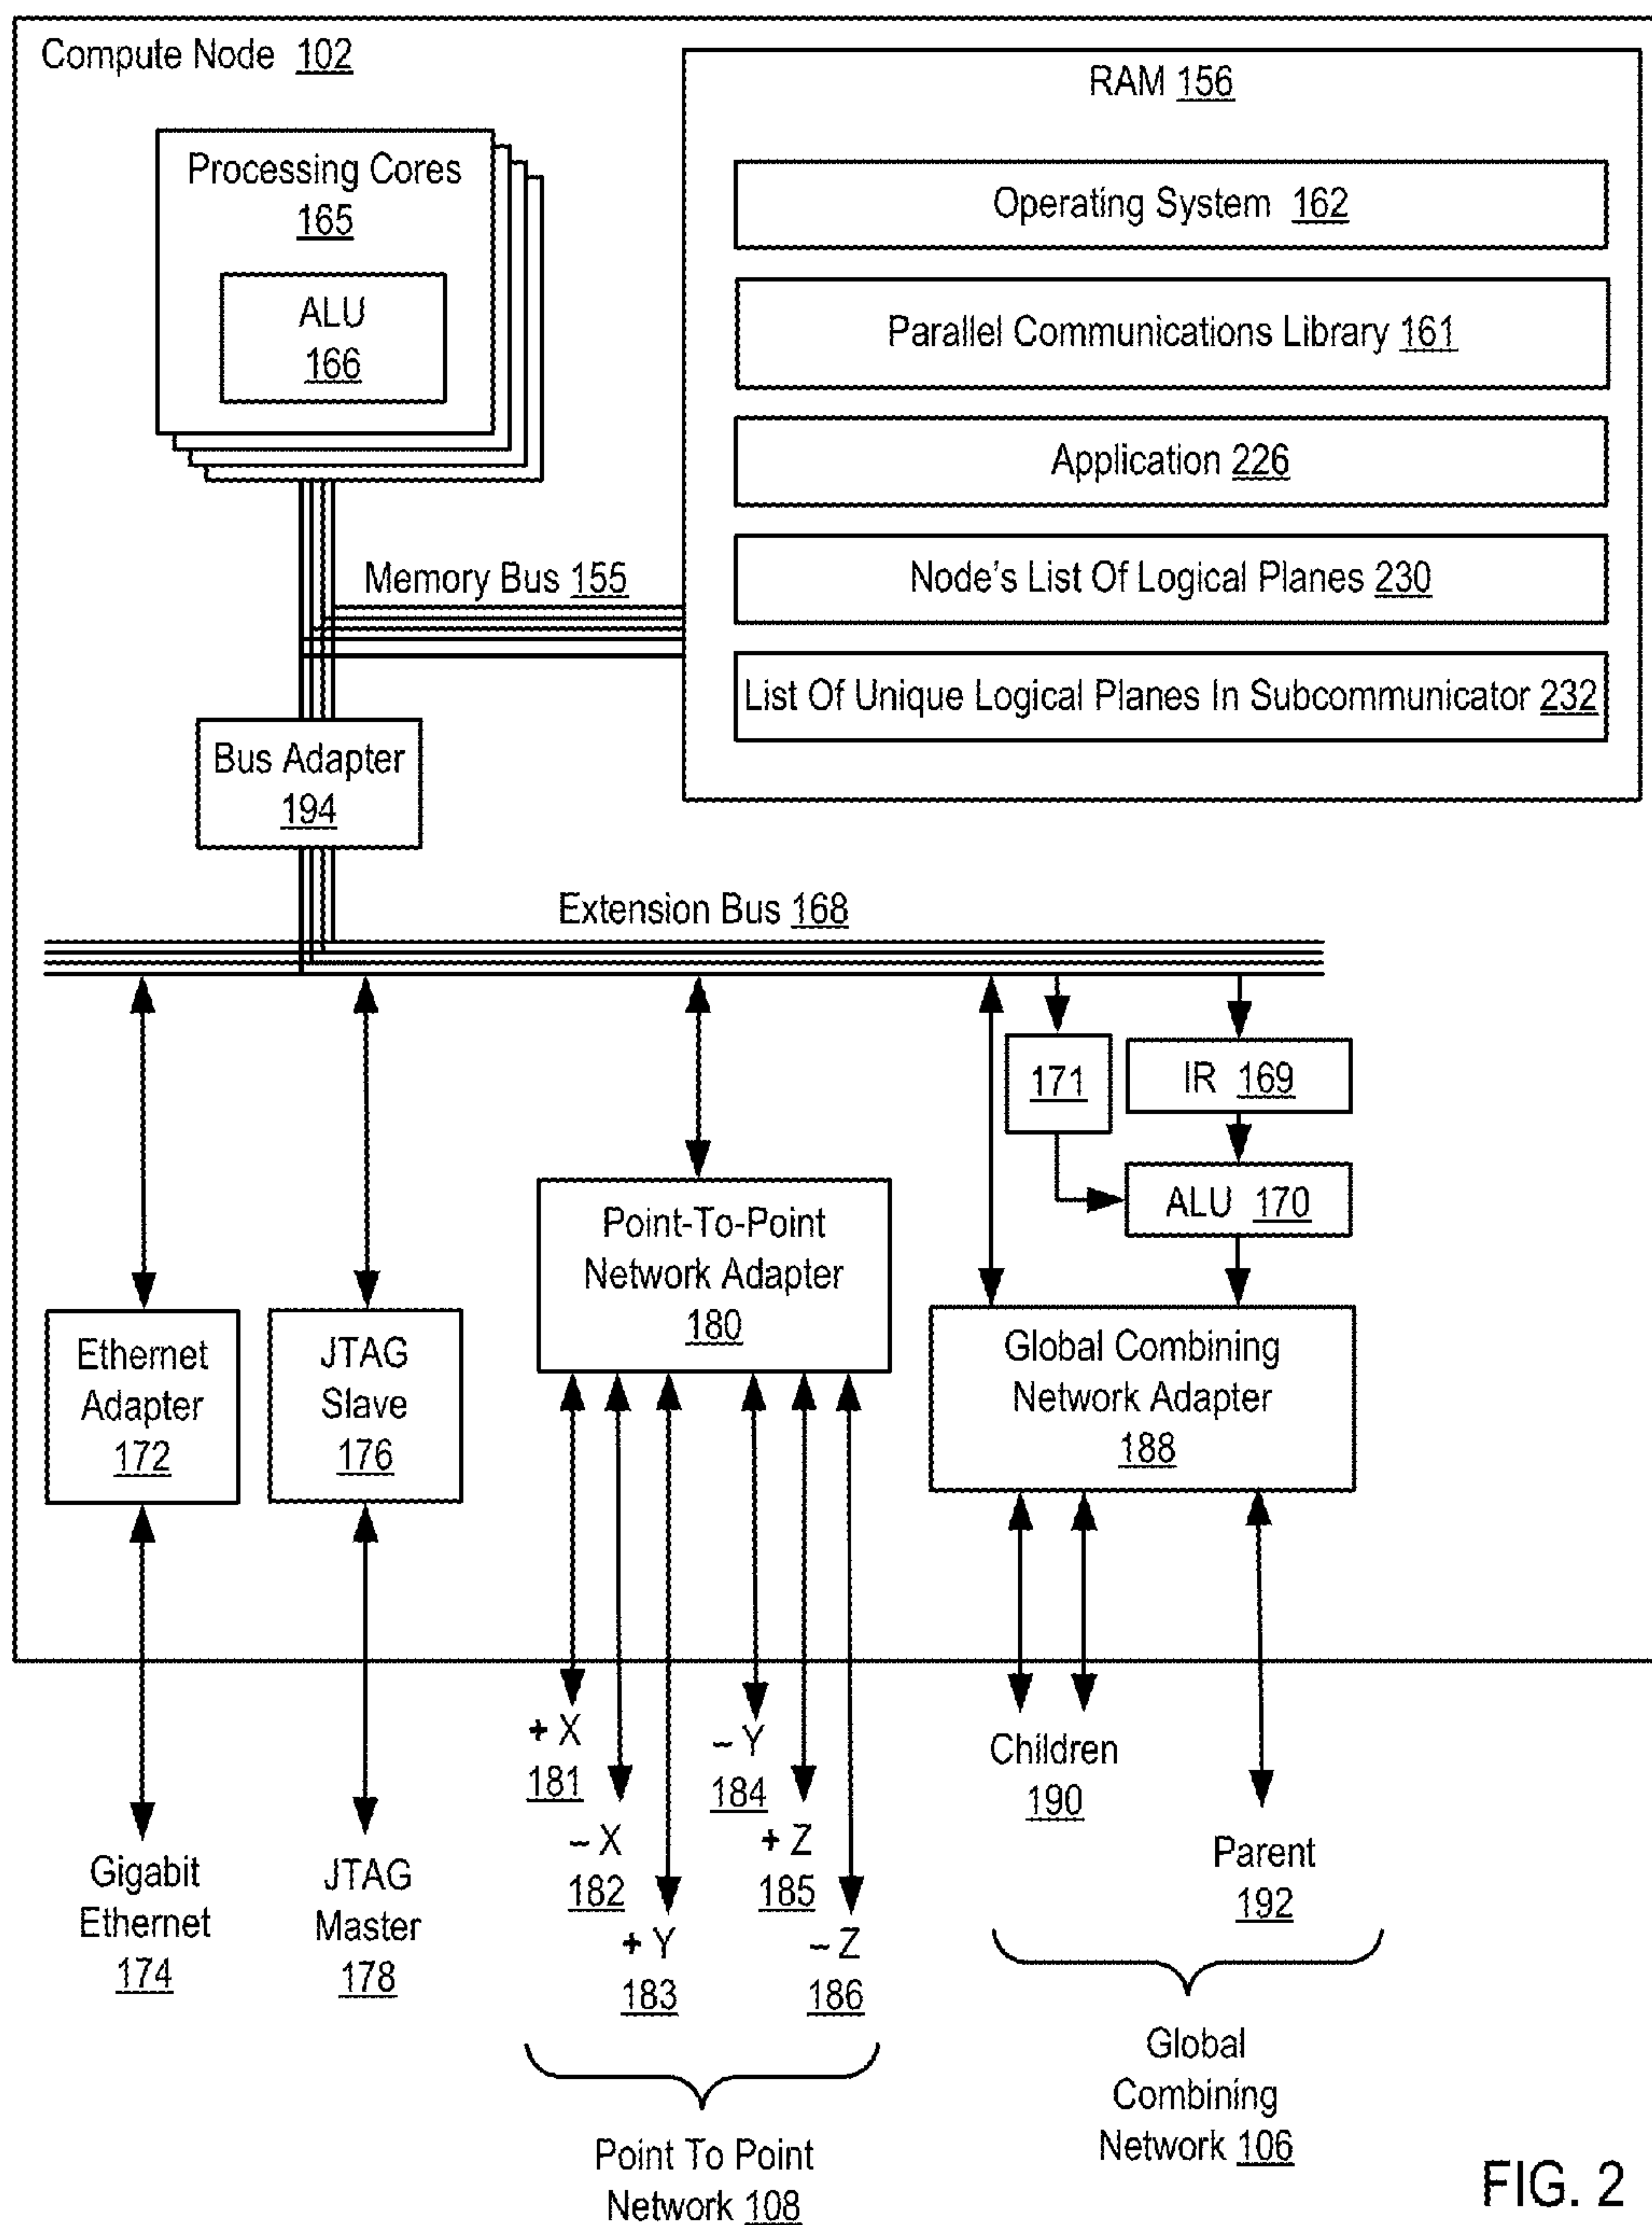 Compute Node 102
RAM 156
Processing Cores
165
ALU
166
Operating System 162
Parallel Communications Library 161
Application 226
Node's List Of Logical Planes 230
List Of Unique Logical Planes In Subcommunicator 232
Memory Bus 155
Bus Adapter
194
Extension Bus 168
171
IR 169
ALU 170
Point-To-Point
Network Adapter
180
Ethernet
Adapter
172
JTAG
Slave
176
Global Combining
Network Adapter
188
+ X
181
– X
182
+ Y
183
– Y
184
+ Z
185
– Z
186
Children
190
Parent
192
Gigabit
Ethernet
174
JTAG
Master
178
Point To Point
Network 108
Global
Combining
Network 106
FIG. 2